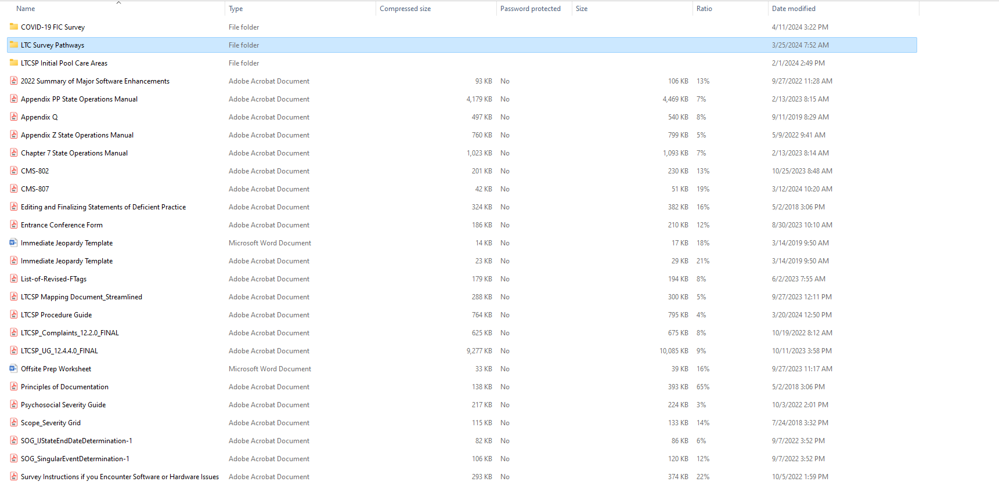 Name Type Compressed size Password protected Size Ratio Date modified
COVID-19 FIC Survey File folder 4/11/2024 3:22 PM
LTC Survey Pathways File folder 3/25/2024 7:52 AM
LTCSP Initial Pool Care Areas File folder 2/1/2024 2:49 PM
2022 Summary of Major Software Enhancements Adobe Acrobat Document 93 KB No 106 KB 13% 9/27/2022 11:28 AM
Appendix PP State Operations Manual Adobe Acrobat Document 4,179 KB No 4,469 KB 7% 2/13/2023 8:15 AM
Appendix Q Adobe Acrobat Document 497 KB No 540 KB 8% 9/11/2019 8:29 AM
Appendix Z State Operations Manual Adobe Acrobat Document 760 KB No 799 KB 5% 5/9/2022 9:41 AM
Chapter 7 State Operations Manual Adobe Acrobat Document 1,023 KB No 1,093 KB 7% 2/13/2023 8:14 AM
CMS-802 Adobe Acrobat Document 201 KB No 230 KB 13% 10/25/2023 8:48 AM
CMS-807 Adobe Acrobat Document 42 KB No 51 KB 19% 3/12/2024 10:20 AM
Editing and Finalizing Statements of Deficient Practice Adobe Acrobat Document 324 KB No 382 KB 16% 5/2/2018 3:06 PM
Entrance Conference Form Adobe Acrobat Document 186 KB No 210 KB 12% 8/30/2023 10:10 AM
Immediate Jeopardy Template Microsoft Word Document 14 KB No 17 KB 18% 3/14/2019 9:50 AM
Immediate Jeopardy Template Adobe Acrobat Document 23 KB No 29 KB 21% 3/14/2019 9:50 AM
List-of-Revised-FTags Adobe Acrobat Document 179 KB No 194 KB 8% 6/2/2023 7:55 AM
LTCSP Mapping Document_Streamlined Adobe Acrobat Document 288 KB No 300 KB 5% 9/27/2023 12:11 PM
LTCSP Procedure Guide Adobe Acrobat Document 764 KB No 795 KB 4% 3/20/2024 12:50 PM
LTCSP_Complaints_12.2.0_FINAL Adobe Acrobat Document 625 KB No 675 KB 8% 10/19/2022 8:12 AM
LTCSP_UG_12.4.4.0_FINAL Adobe Acrobat Document 9,277 KB No 10,085 KB 9% 10/11/2023 3:58 PM
Offsite Prep Worksheet Microsoft Word Document 33 KB No 39 KB 16% 9/27/2023 11:17 AM
Principles of Documentation Adobe Acrobat Document 138 KB No 393 KB 65% 5/2/2018 3:06 PM
Psychosocial Severity Guide Adobe Acrobat Document 217 KB No 224 KB 3% 10/3/2022 2:01 PM
Scope_Severity Grid Adobe Acrobat Document 115 KB No 133 KB 14% 7/24/2018 3:32 PM
SOG_IJStateEndDateDetermination-1 Adobe Acrobat Document 82 KB No 86 KB 6% 9/7/2022 3:52 PM
SOG_SingularEventDetermination-1 Adobe Acrobat Document 106 KB No 120 KB 12% 9/7/2022 3:52 PM
Survey Instructions if you Encounter Software or Hardware Issues Adobe Acrobat Document 293 KB No 374 KB 22% 10/5/2022 1:59 PM